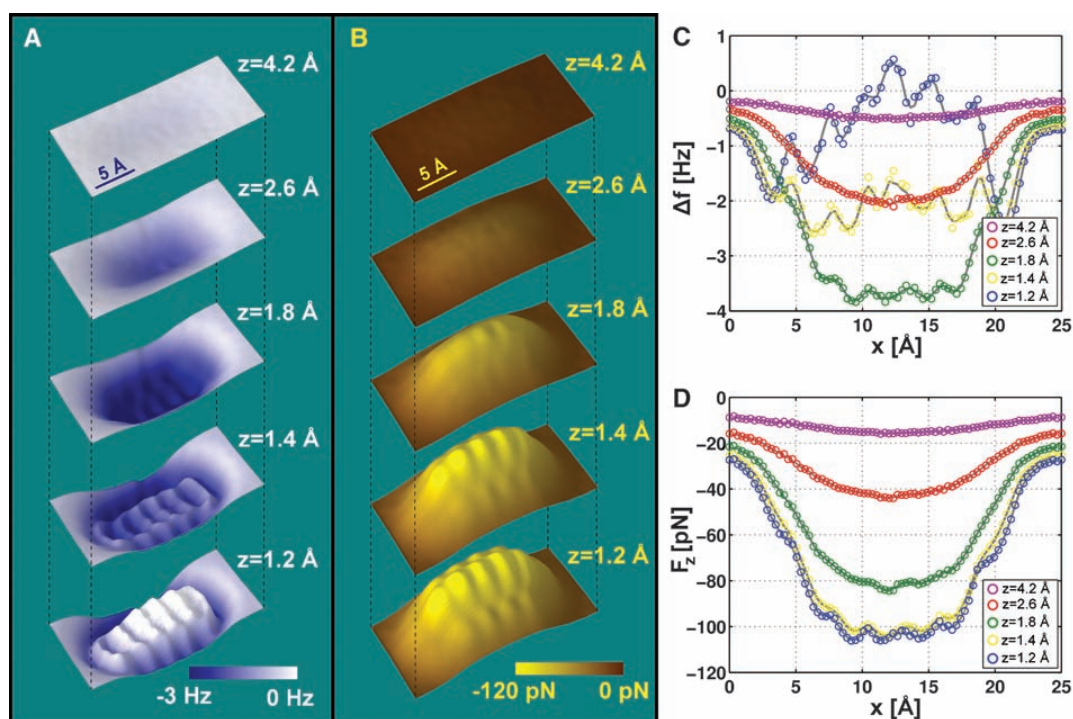 A
z=4.2 Å
5 Å
z=2.6 Å
z=1.8 Å
z=1.4 Å
z=1.2 Å
-3 Hz 0 Hz
B
z=4.2 Å
5 Å
z=2.6 Å
z=1.8 Å
z=1.4 Å
z=1.2 Å
-120 pN 0 pN
C
1
0
−1
−2
−3
−4
Δf [Hz]
z=4.2 Å
z=2.6 Å
z=1.8 Å
z=1.4 Å
z=1.2 Å
0 5 10 15 20 25
x [Å]
D
0
−20
−40
−60
−80
−100
−120
Fz [pN]
z=4.2 Å
z=2.6 Å
z=1.8 Å
z=1.4 Å
z=1.2 Å
0 5 10 15 20 25
x [Å]